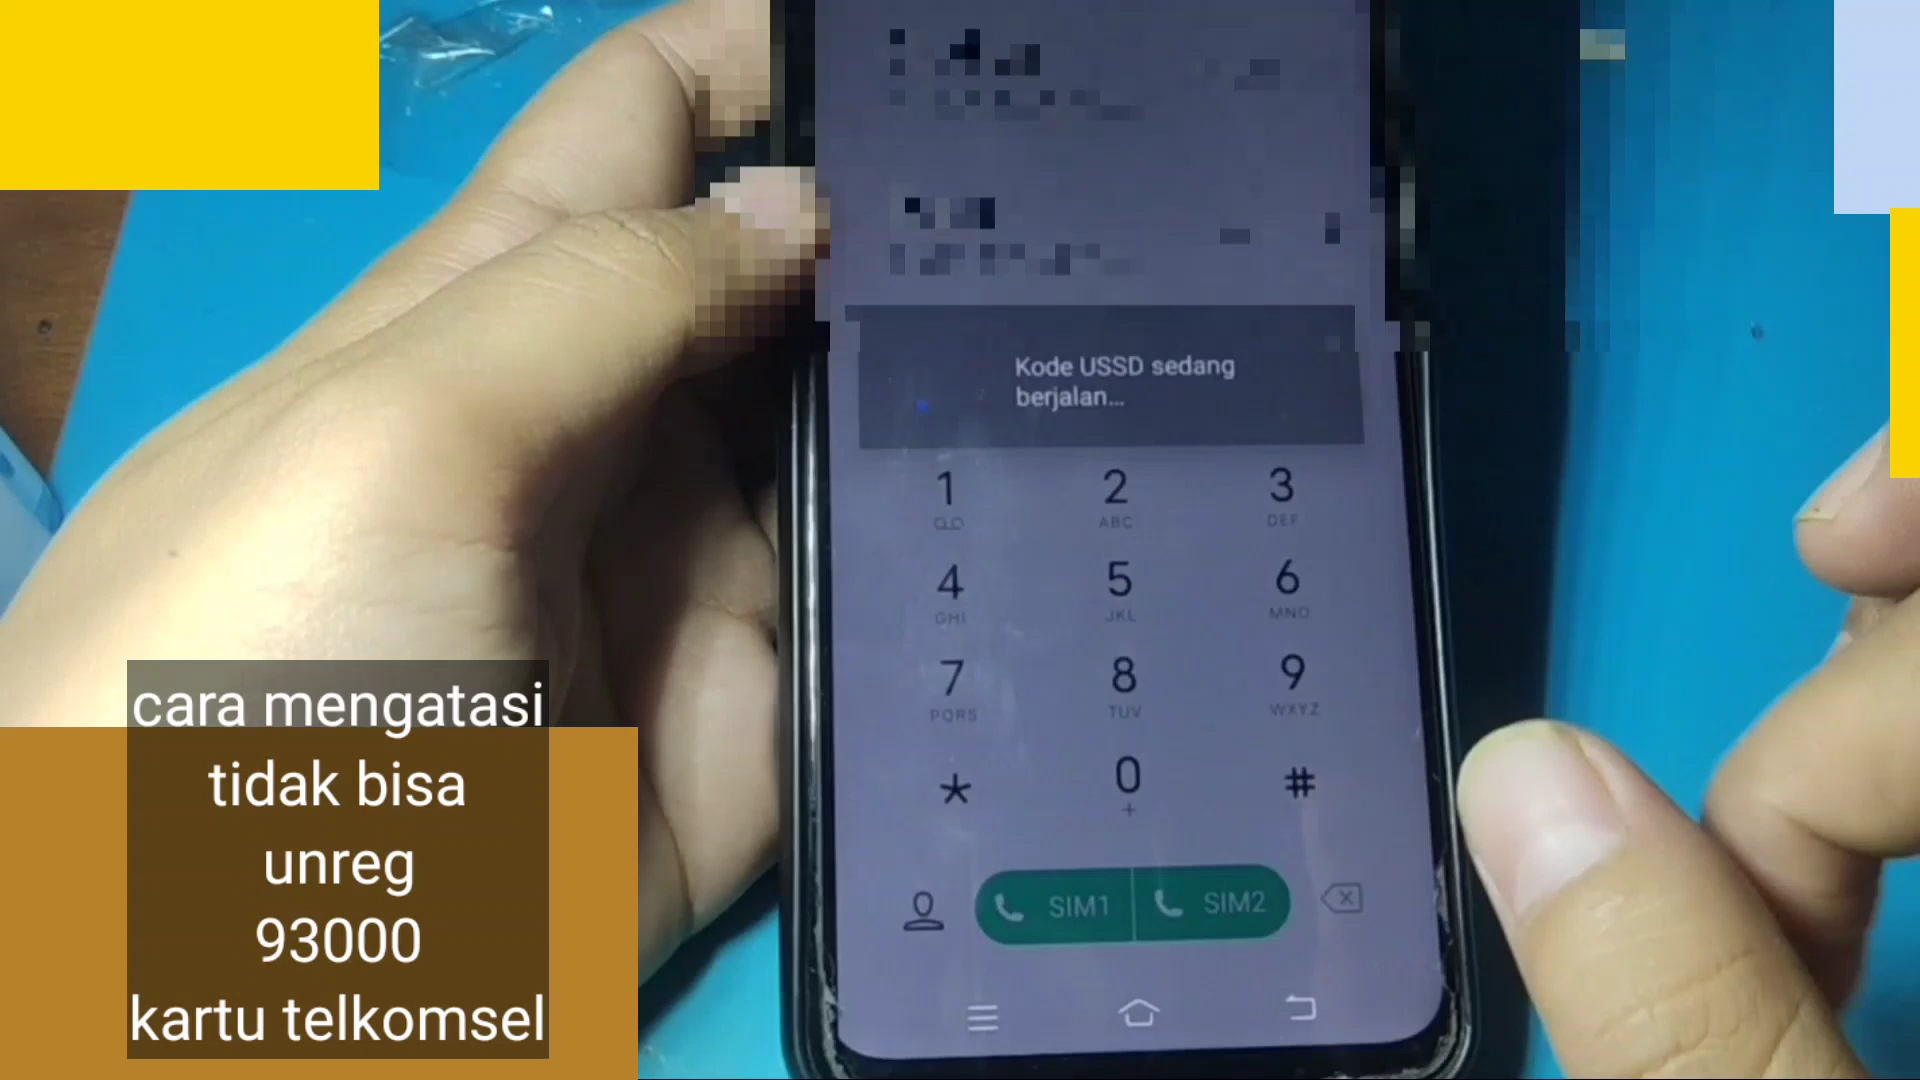 Kode USSD sedang
berjalan...
1 2 3
ABC DEF
4 5 6
GHI JKL MNO
7 8 9
PQRS TUV WXYZ
* 0 #
+
SIM1 SIM2
cara mengatasi
tidak bisa
unreg
93000
kartu telkomsel